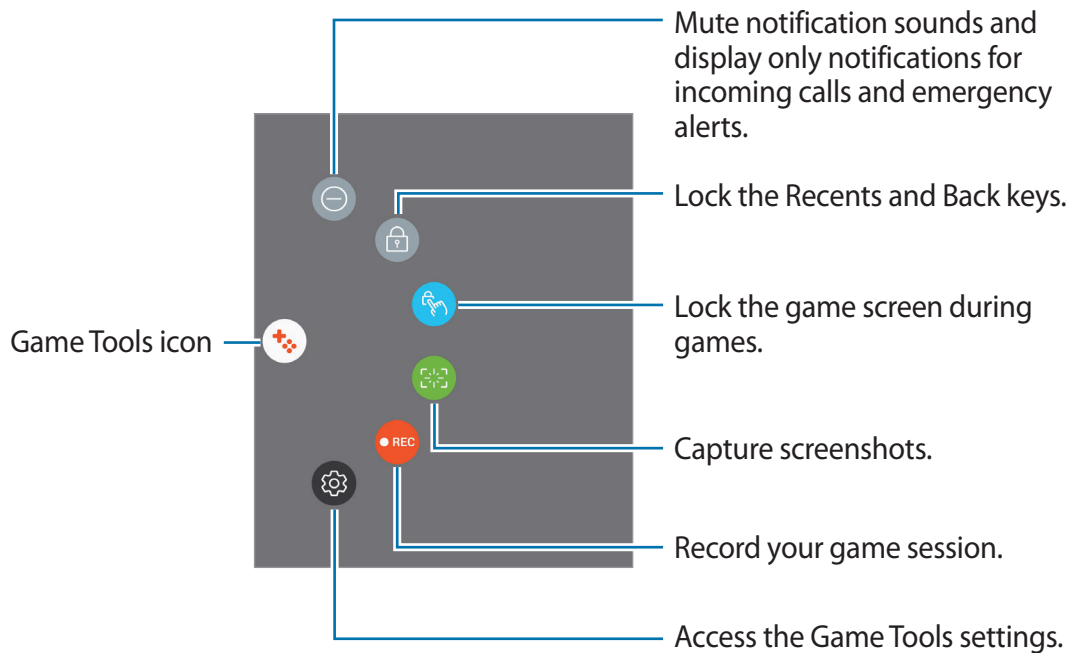 Mute notification sounds and
display only notifications for
incoming calls and emergency
alerts.
Lock the Recents and Back keys.
Lock the game screen during
games.
Game Tools icon
Capture screenshots.
REC
Record your game session.
Access the Game Tools settings.